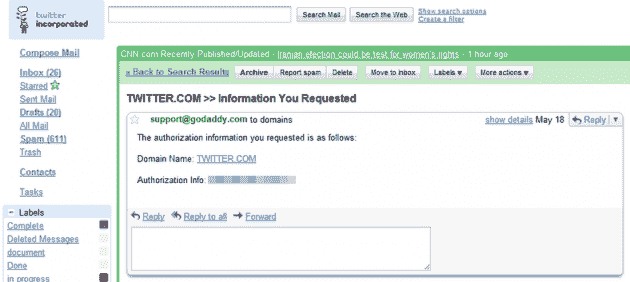 twitter
incorporated
Search Mail
Search the Web
Show search options
Create a filter
Compose Mail
Inbox (26)
Starred
Sent Mail
Drafts (20)
All Mail
Spam (611)
Trash
Contacts
Tasks
Labels
Complete
Deleted Messages
document
Done
in progress
CNN.com Recently Published/Updated - Iranian election could be test for women's rights - 1 hour ago
« Back to Search Results
Archive
Report spam
Delete
Move to Inbox
Labels
More actions
TWITTER.COM >> Information You Requested
support@godaddy.com to domains
show details May 18
Reply
The authorization information you requested is as follows:
Domain Name: TWITTER.COM
Authorization Info:
Reply
Reply to all
Forward